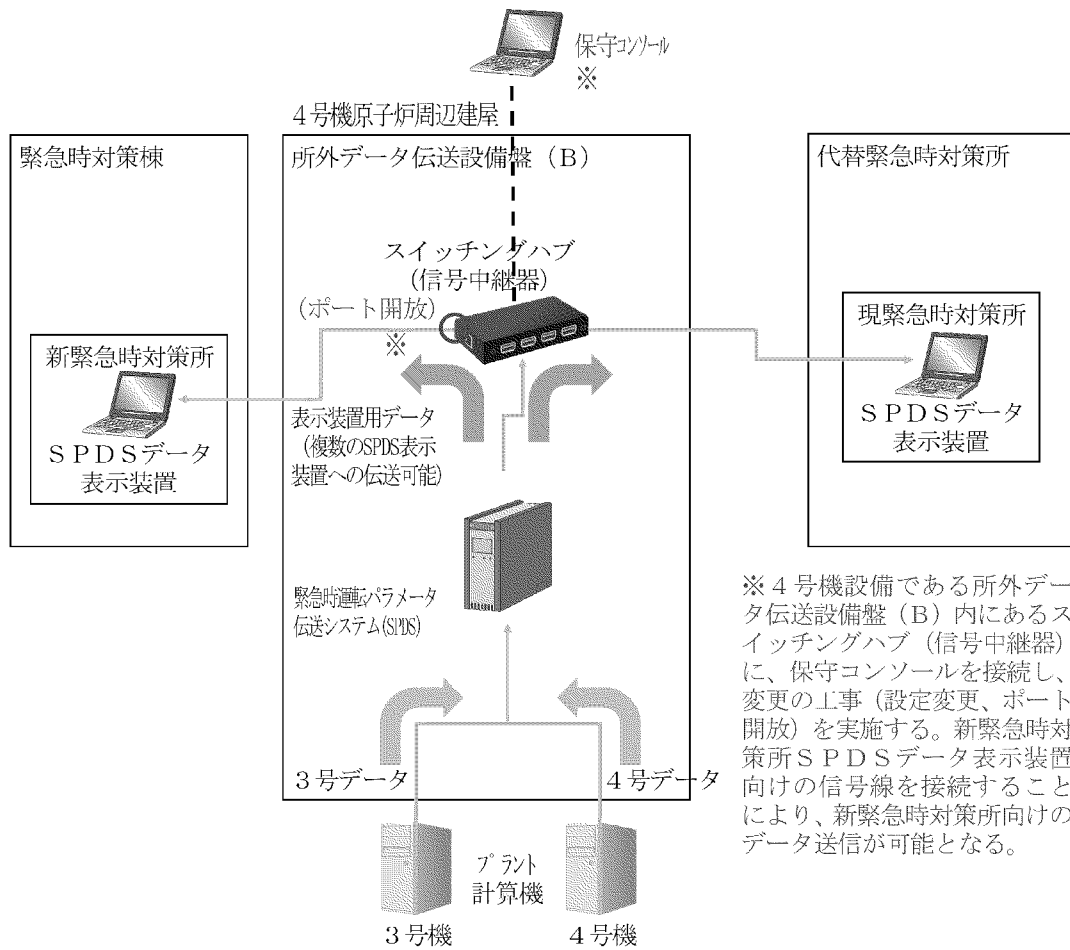 保守コンソール
※
4号機原子炉周辺建屋
緊急時対策棟
所外データ伝送設備盤（B）
代替緊急時対策所
スイッチングハブ
(信号中継器)
(ポート開放)
※
新緊急時対策所
SPDSデータ
表示装置
現緊急時対策所
SPDSデータ
表示装置
表示装置用データ
(複数のSPDS表示
装置への伝送可能)
緊急時運転パラメータ
伝送システム(SPDS)
3号データ
4号データ
プラント
計算機
3号機
4号機
※4号機設備である所外デー
タ伝送設備盤（B）内にあるス
イッチングハブ（信号中継器）
に、保守コンソールを接続し、
変更の工事（設定変更、ポート
開放）を実施する。新緊急時対
策所SPDSデータ表示装置
向けの信号線を接続すること
により、新緊急時対策所向けの
データ送信が可能となる。